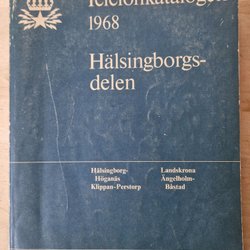 Telefonkatalogen
1968
Hälsingborgs-
delen
Hälsingborg-
Höganäs
Klippan-Perstorp
Landskrona
Ängelholm-
Båstad